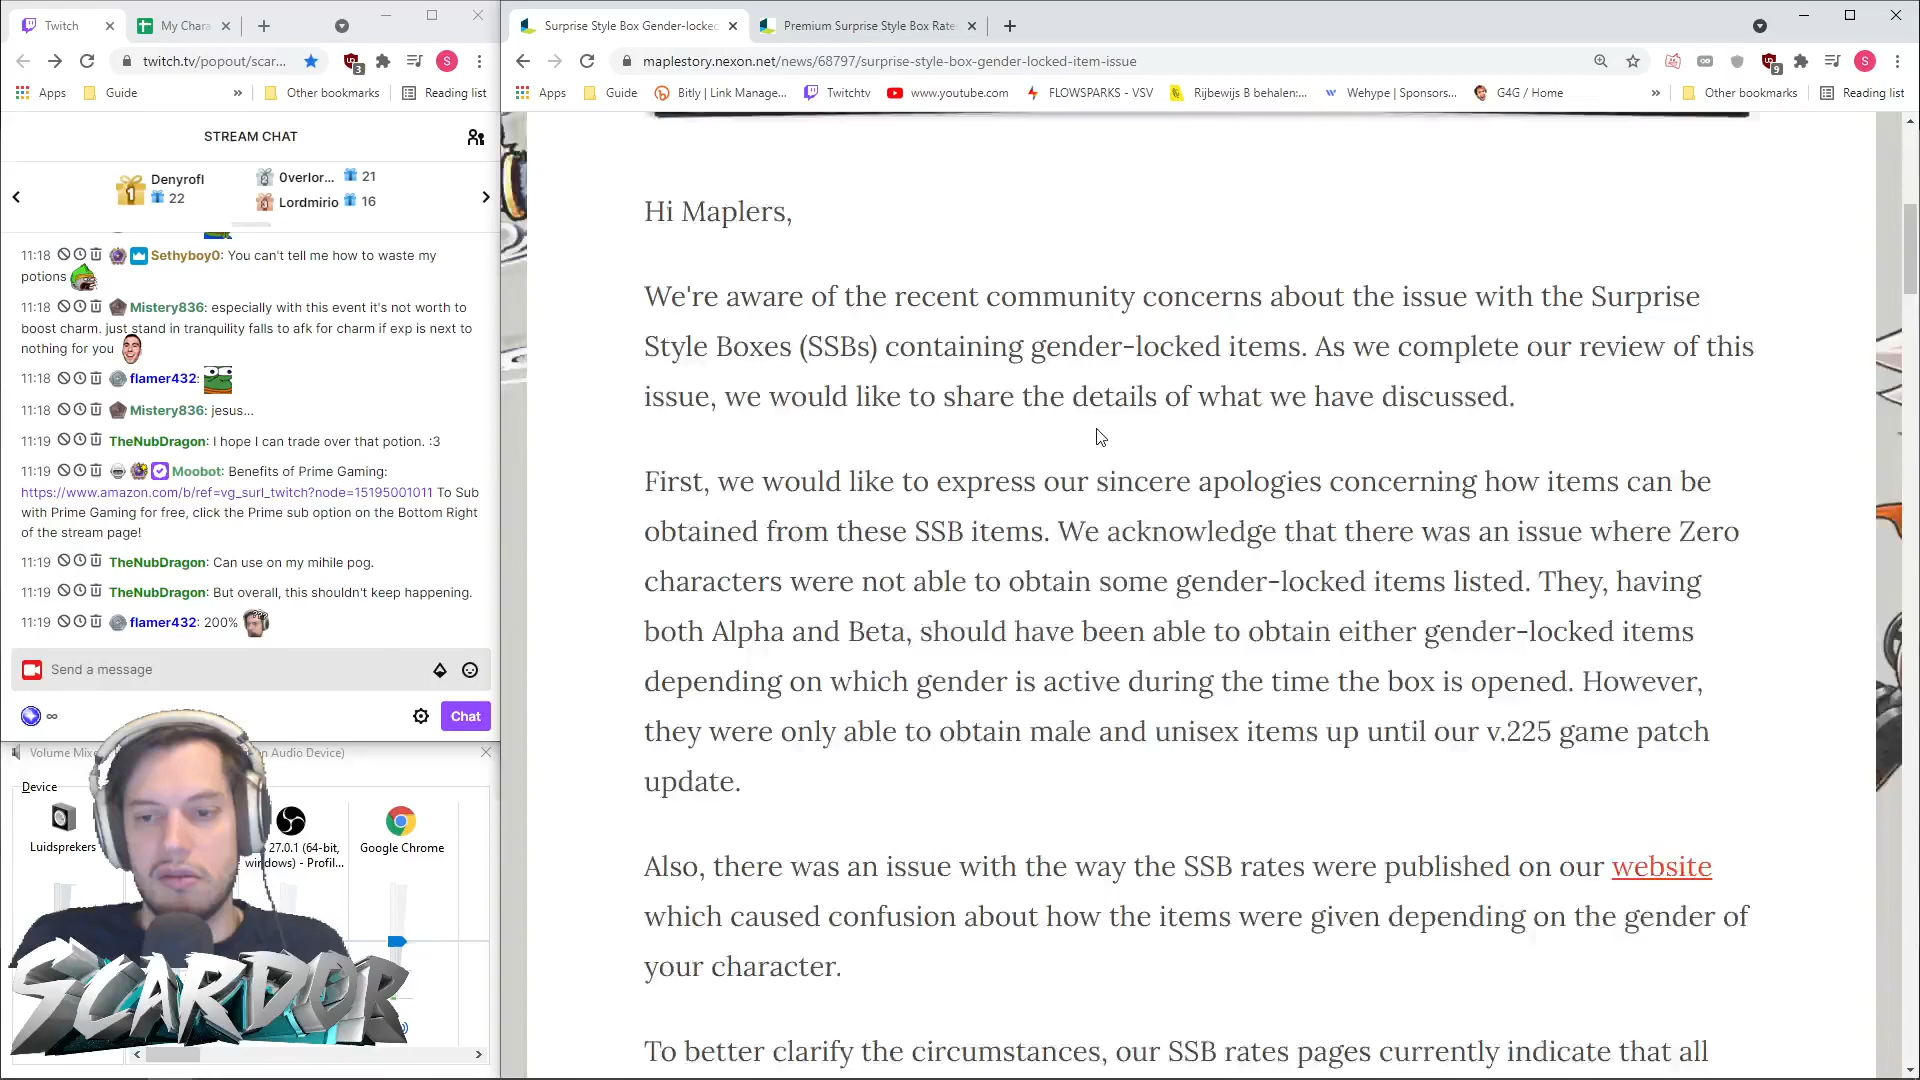 Twitch
My Chara
Surprise Style Box Gender-locked
Premium Surprise Style Box Rate
twitch.tv/popout/scar...
3
S
maplestory.nexon.net/news/68797/surprise-style-box-gender-locked-item-issue
9
S
Apps
Guide
»
Other bookmarks
Reading list
Apps
Guide
Bitly | Link Manage...
Twitchtv
www.youtube.com
FLOWSPARKS - VSV
Rijbewijs B behalen:...
Wehype | Sponsors...
G4G / Home
»
Other bookmarks
Reading list
STREAM CHAT
1
Denyrofl
22
0verlor...
21
Lordmirio
16
11:18 Sethyboy0: You can't tell me how to waste my
potions
11:18 Mistery836: especially with this event it's not worth to
boost charm. just stand in tranquility falls to afk for charm if exp is next to
nothing for you
11:18 flamer432:
11:18 Mistery836: jesus...
11:19 TheNubDragon: I hope I can trade over that potion. :3
11:19 Moobot: Benefits of Prime Gaming:
https://www.amazon.com/b/ref=vg_surl_twitch?node=15195001011 To Sub
with Prime Gaming for free, click the Prime sub option on the Bottom Right
of the stream page!
11:19 TheNubDragon: Can use on my mihile pog.
11:19 TheNubDragon: But overall, this shouldn't keep happening.
11:19 flamer432: 200%
Send a message
∞
Chat
Volume Mixe
n Audio Device)
Device
Luidsprekers
27.0.1 (64-bit,
windows) - Profil...
Google Chrome
SCARDOR
Hi Maplers,
We're aware of the recent community concerns about the issue with the Surprise
Style Boxes (SSBs) containing gender-locked items. As we complete our review of this
issue, we would like to share the details of what we have discussed.
First, we would like to express our sincere apologies concerning how items can be
obtained from these SSB items. We acknowledge that there was an issue where Zero
characters were not able to obtain some gender-locked items listed. They, having
both Alpha and Beta, should have been able to obtain either gender-locked items
depending on which gender is active during the time the box is opened. However,
they were only able to obtain male and unisex items up until our v.225 game patch
update.
Also, there was an issue with the way the SSB rates were published on our website
which caused confusion about how the items were given depending on the gender of
your character.
To better clarify the circumstances, our SSB rates pages currently indicate that all